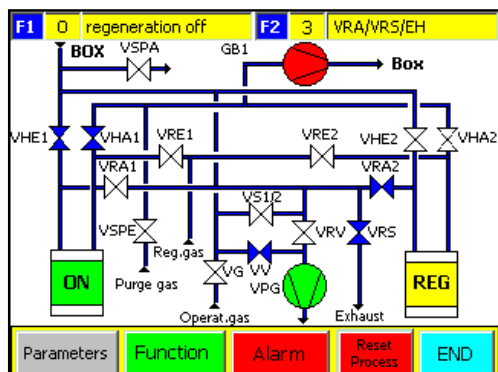 F1 0 regeneration off F2 3 VRA/VRS/EH
BOX VSPA GB1 Box
VHE1 VHA1 VRE1 VRE2 VHE2 VHA2
VRA1 VRA2
VS1/2
VSPE VRV VRS
Reg.gas VG VV
ON Purge gas VPG REG
Operat.gas Exhaust
Parameters Function Alarm Reset Process END